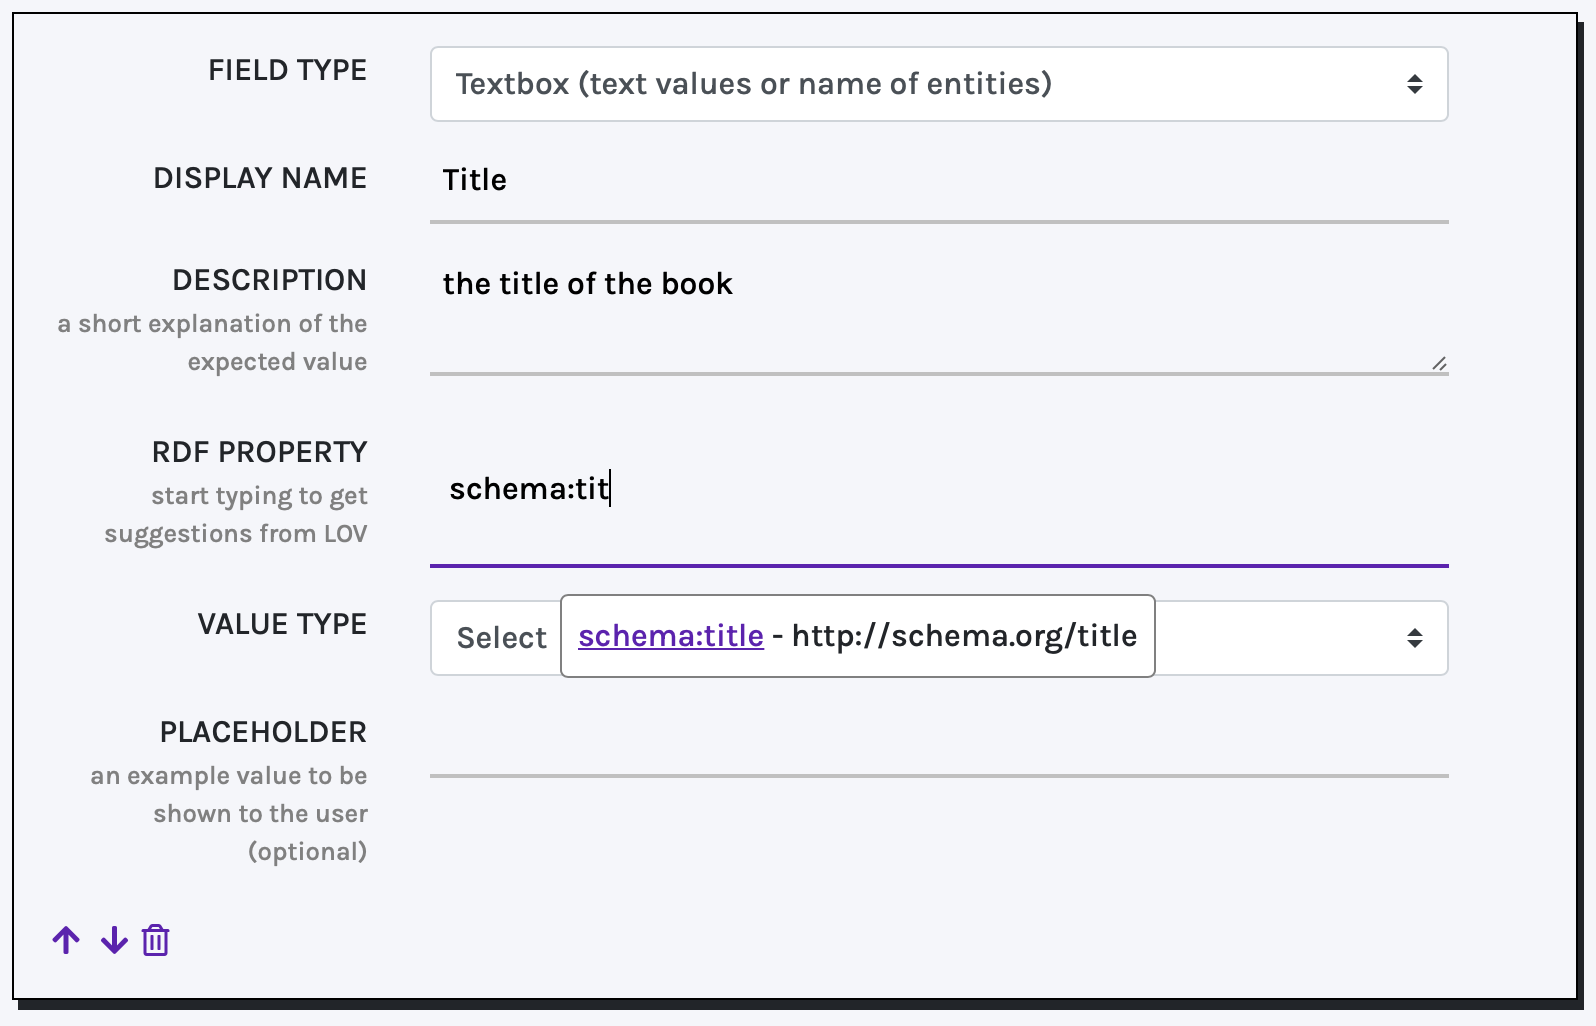 FIELD TYPE
Textbox (text values or name of entities)
DISPLAY NAME
Title
DESCRIPTION
a short explanation of the
expected value
the title of the book
RDF PROPERTY
start typing to get
suggestions from LOV
schema:tit
VALUE TYPE
Select
schema:title - http://schema.org/title
PLACEHOLDER
an example value to be
shown to the user
(optional)